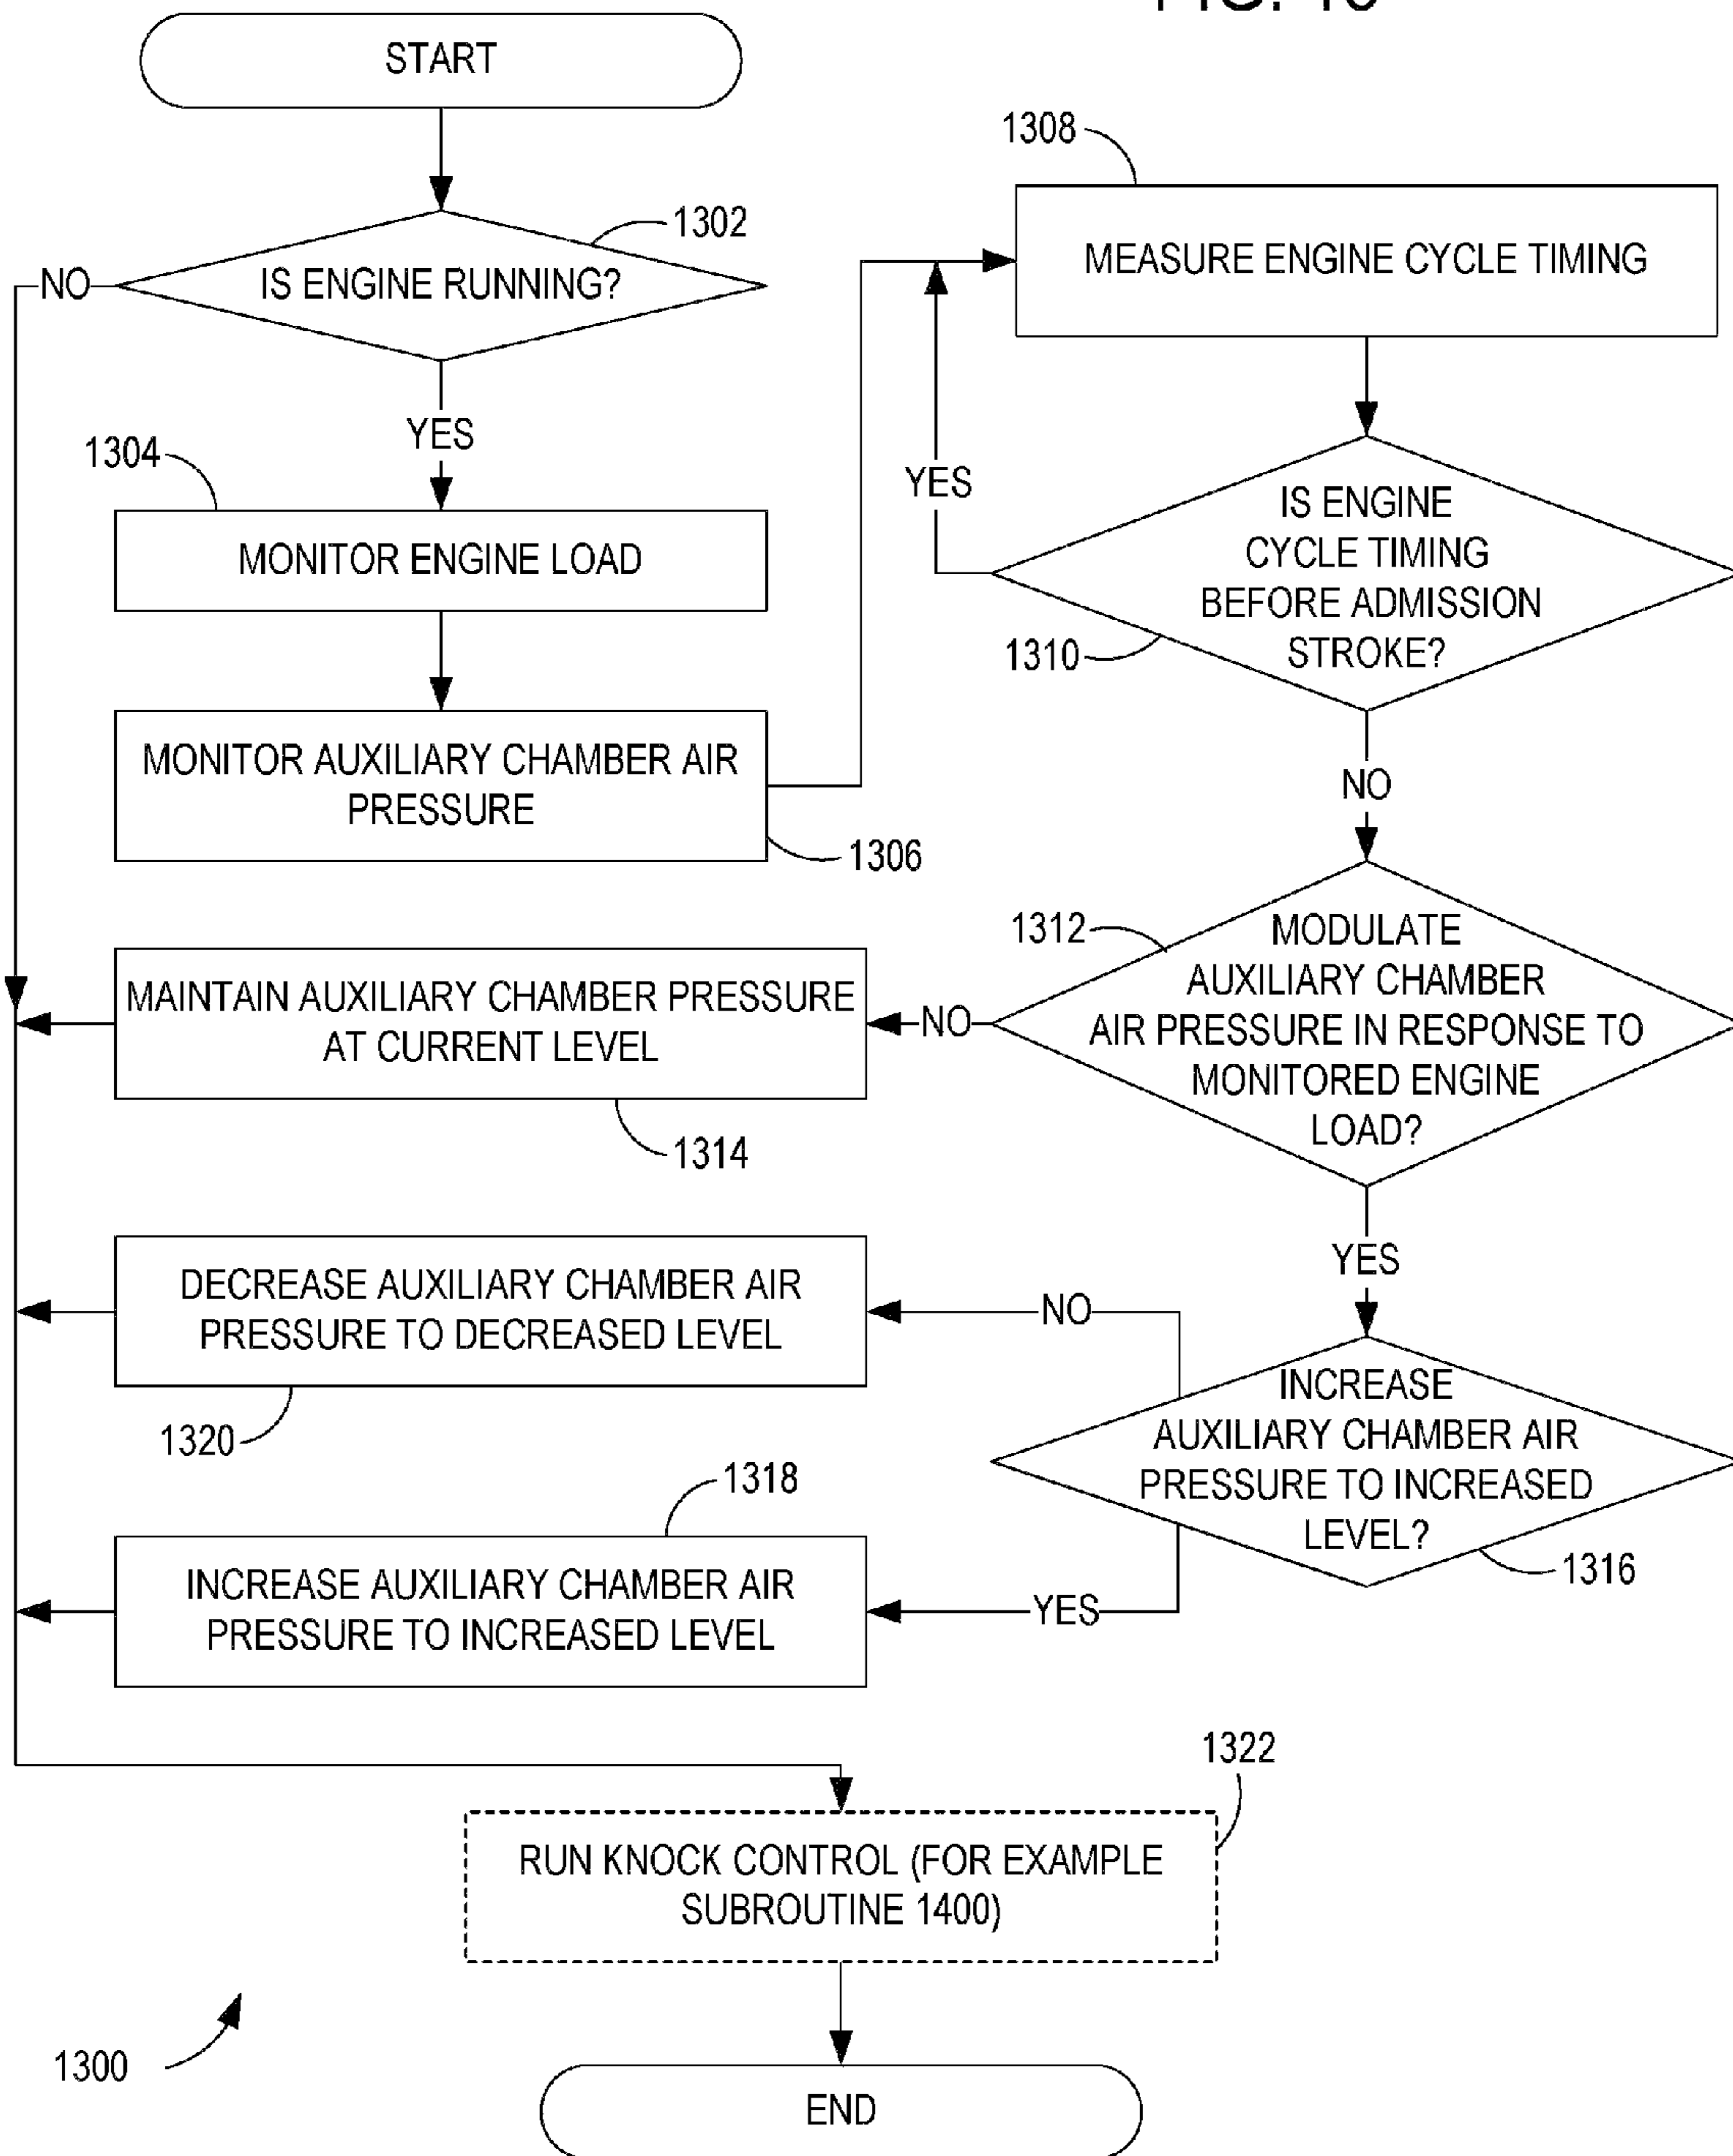 START
1302
NO
IS ENGINE RUNNING?
YES
1304
MONITOR ENGINE LOAD
MONITOR AUXILIARY CHAMBER AIR
PRESSURE
1306
1308
MEASURE ENGINE CYCLE TIMING
YES
IS ENGINE
CYCLE TIMING
BEFORE ADMISSION
STROKE?
1310
NO
1312
MODULATE
AUXILIARY CHAMBER
AIR PRESSURE IN RESPONSE TO
MONITORED ENGINE
LOAD?
NO
MAINTAIN AUXILIARY CHAMBER PRESSURE
AT CURRENT LEVEL
1314
YES
INCREASE
AUXILIARY CHAMBER AIR
PRESSURE TO INCREASED
LEVEL?
1316
NO
DECREASE AUXILIARY CHAMBER AIR
PRESSURE TO DECREASED LEVEL
1320
YES
1318
INCREASE AUXILIARY CHAMBER AIR
PRESSURE TO INCREASED LEVEL
1322
RUN KNOCK CONTROL (FOR EXAMPLE
SUBROUTINE 1400)
1300
END